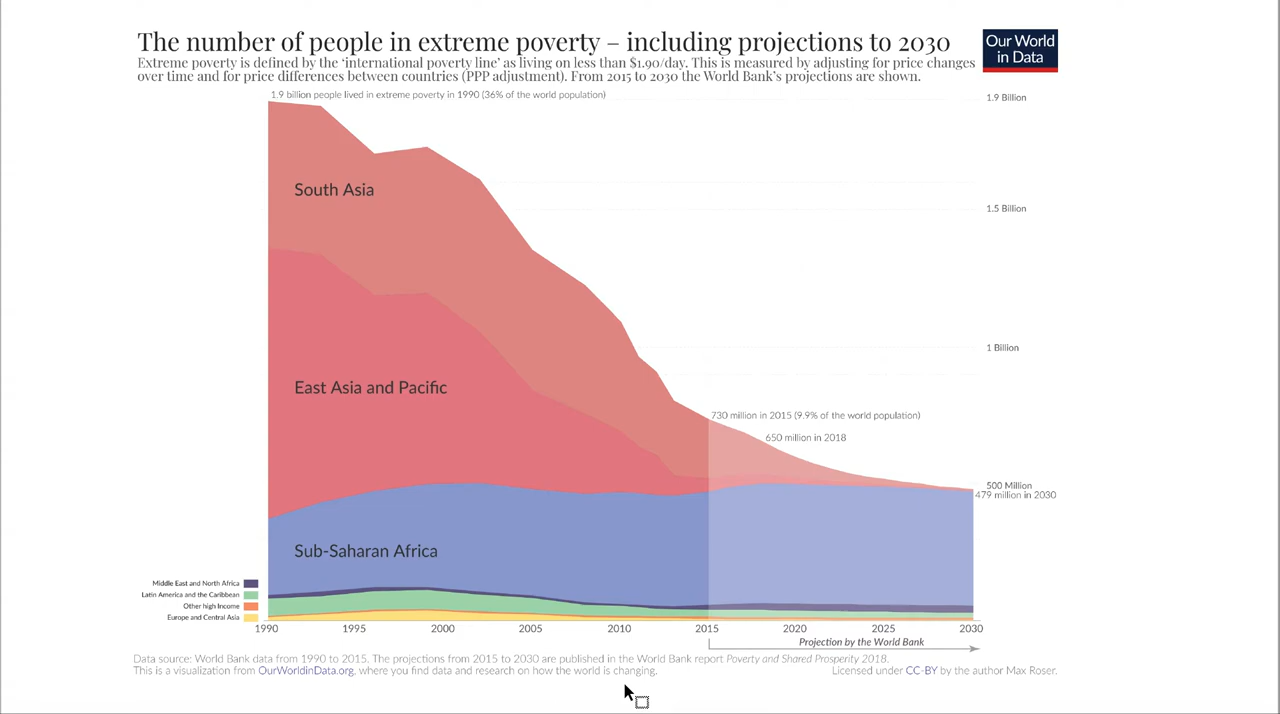 The number of people in extreme poverty – including projections to 2030
Our World
in Data
Extreme poverty is defined by the 'international poverty line' as living on less than $1.90/day. This is measured by adjusting for price changes
over time and for price differences between countries (PPP adjustment). From 2015 to 2030 the World Bank's projections are shown.
1.9 billion people lived in extreme poverty in 1990 (36% of the world population)
1.9 Billion
South Asia
1.5 Billion
1 Billion
East Asia and Pacific
730 million in 2015 (9.9% of the world population)
650 million in 2018
500 Million
479 million in 2030
Sub-Saharan Africa
Middle East and North Africa
Latin America and the Caribbean
Other high Income
Europe and Central Asia
1990 1995 2000 2005 2010 2015 2020 2025 2030
Projection by the World Bank
Data source: World Bank data from 1990 to 2015. The projections from 2015 to 2030 are published in the World Bank report Poverty and Shared Prosperity 2018.
This is a visualization from OurWorldinData.org, where you find data and research on how the world is changing.
Licensed under CC-BY by the author Max Roser.